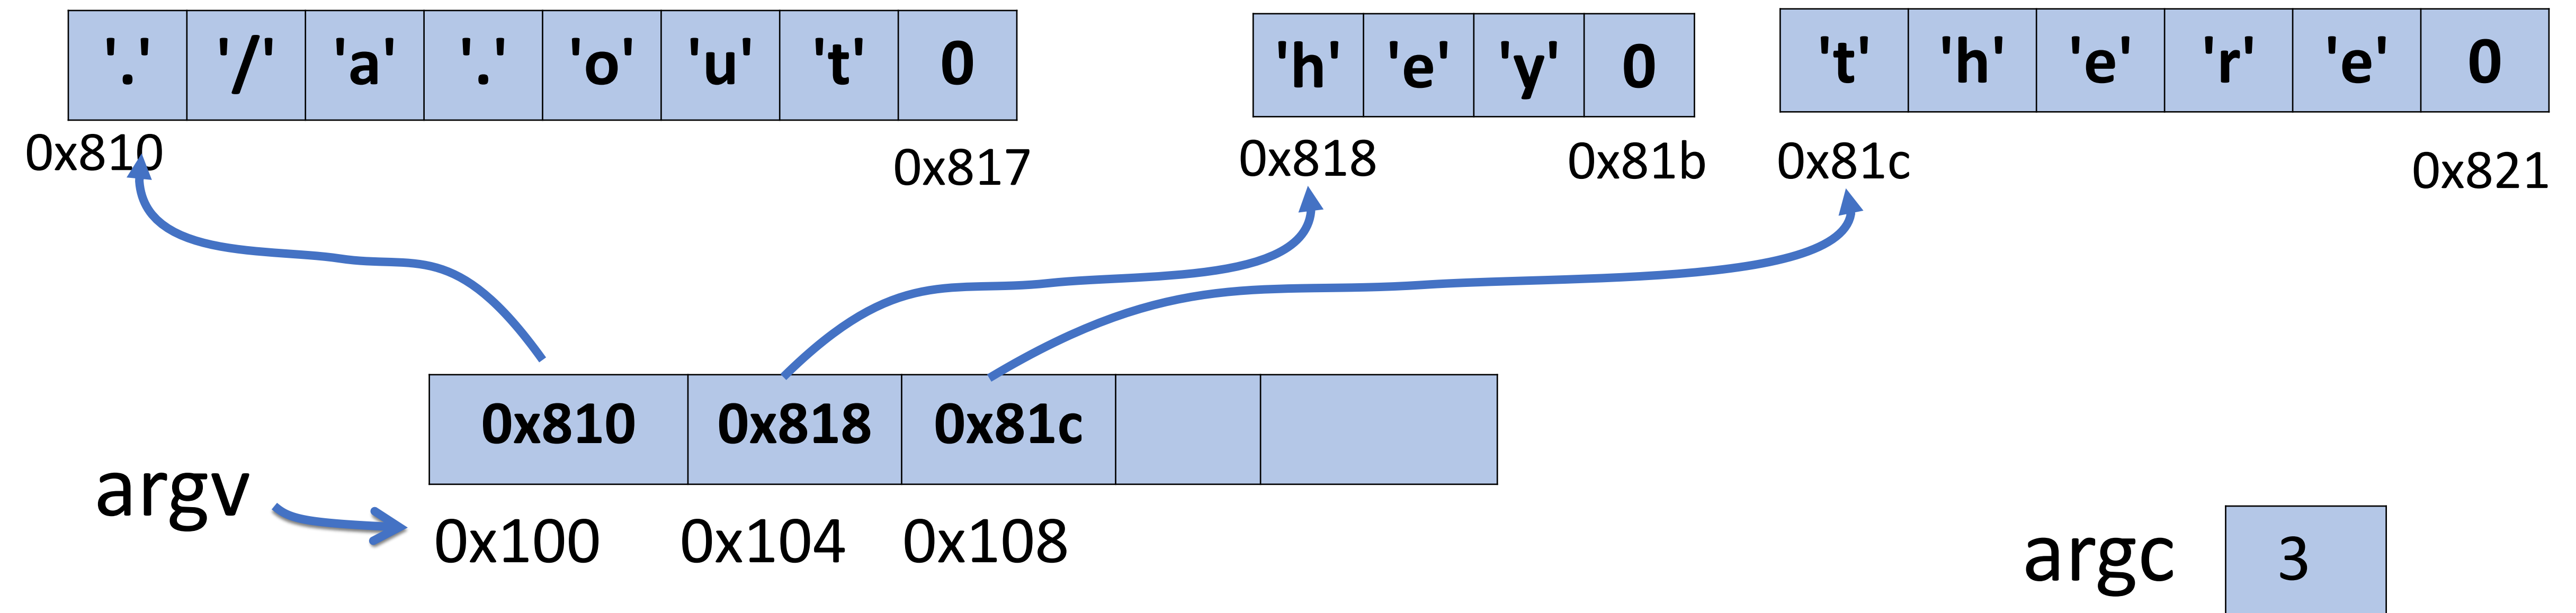 '.' '/' 'a' '.' 'o' 'u' 't' 0 'h' 'e' 'y' 0 't' 'h' 'e' 'r' 'e' 0
0x810 0x817 0x818 0x81b 0x81c 0x821
0x810 0x818 0x81c
argv
0x100 0x104 0x108
argc 3